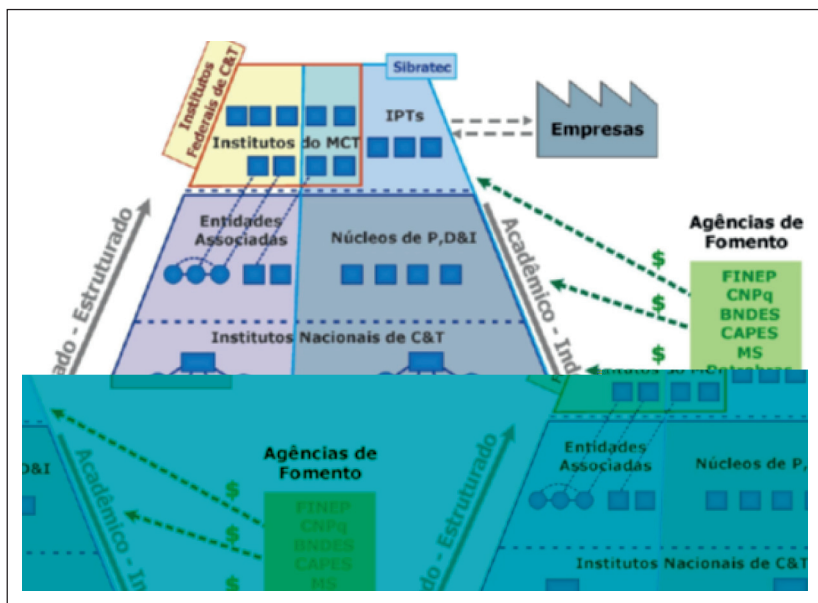 Institutos
Federais de C&T
Sibratec
IPTs
Institutos do MCT
Empresas
Entidades
Associadas
Núcleos de P,D&I
Agências de
Fomento
$
FINEP
CNPq
BNDES
CAPES
MS
$
$
Estruturado
Acadêmico - Ind
Institutos Nacionais de C&T
Agências de
Fomento
$
FINEP
CNPq
BNDES
CAPES
MS
$
$
Acadêmico - In
Estruturado
D&I
Entidades
Associadas
Núcleos de P,
Institutos Nacionais de C&T